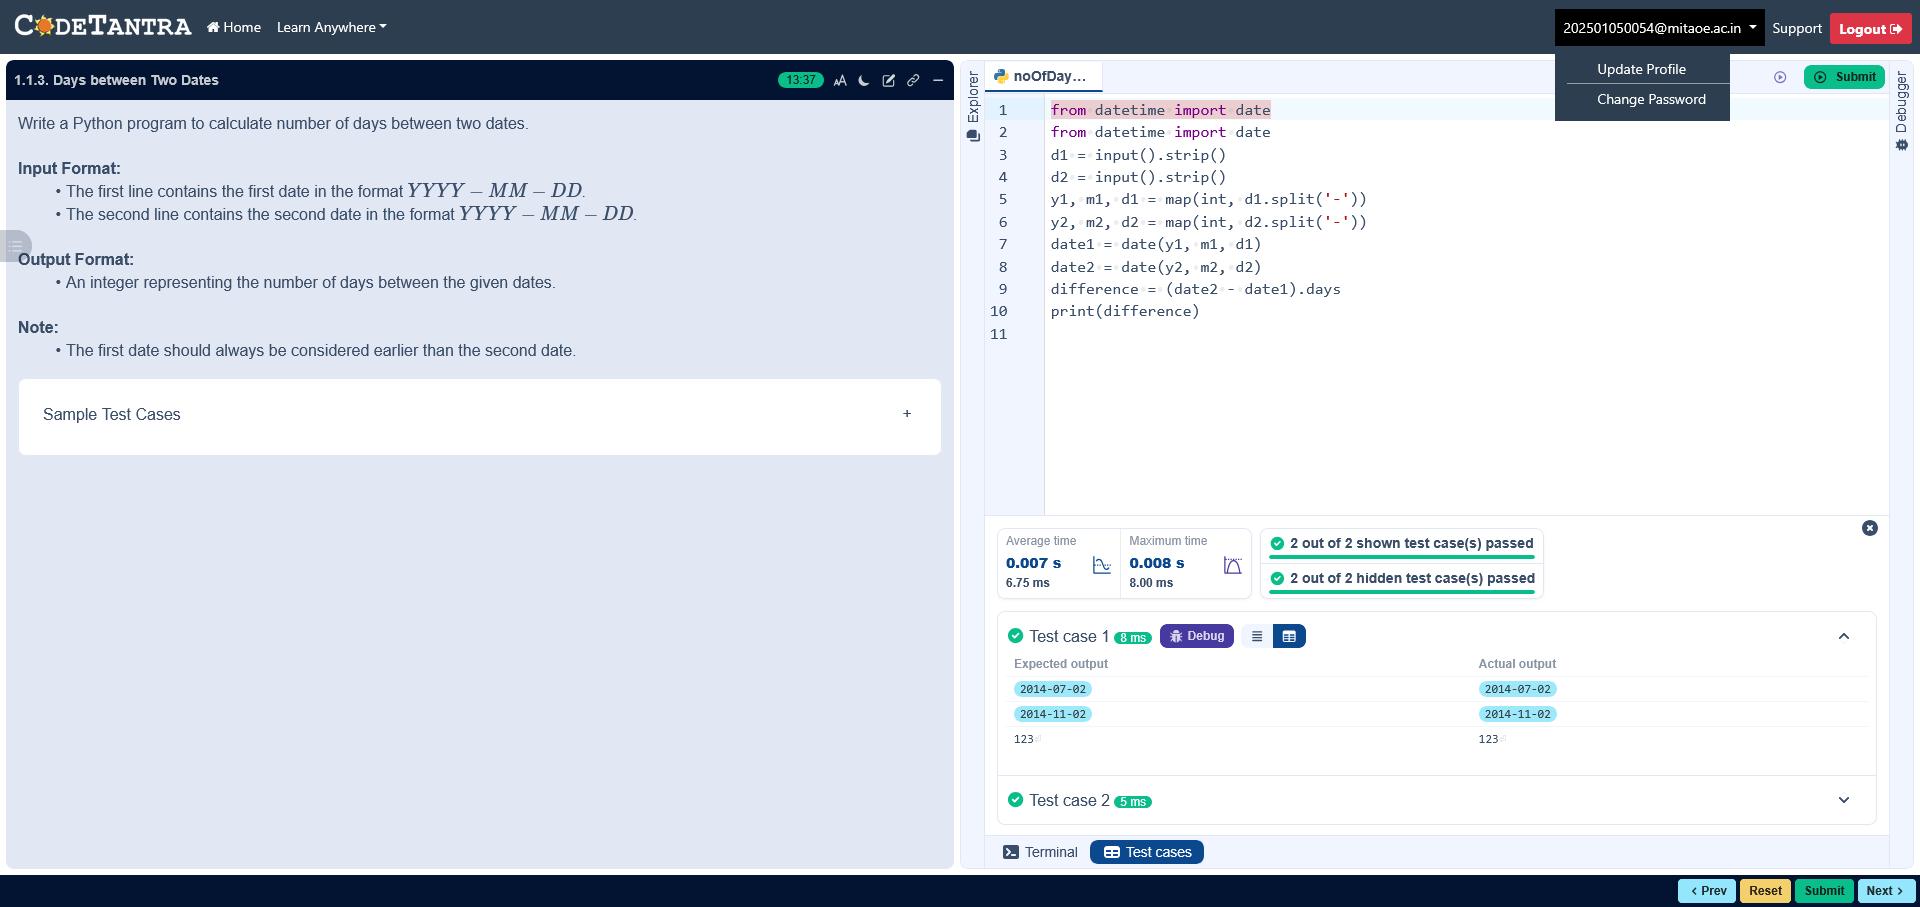 CODETANTRA
Home
Learn Anywhere
202501050054@mitaoe.ac.in
Support
Logout
Update Profile
Change Password
1.1.3. Days between Two Dates
13:37
AA
Write a Python program to calculate number of days between two dates.
Input Format:
• The first line contains the first date in the format YYYY − MM − DD.
• The second line contains the second date in the format YYYY − MM − DD.
Output Format:
• An integer representing the number of days between the given dates.
Note:
• The first date should always be considered earlier than the second date.
Sample Test Cases
+
Explorer
noOfDay...
Submit
Debugger
1 from datetime import date
2 from datetime import date
3 d1 = input().strip()
4 d2 = input().strip()
5 y1, m1, d1 = map(int, d1.split('-'))
6 y2, m2, d2 = map(int, d2.split('-'))
7 date1 = date(y1, m1, d1)
8 date2 = date(y2, m2, d2)
9 difference = (date2 - date1).days
10 print(difference)
11
Average time
0.007 s
6.75 ms
Maximum time
0.008 s
8.00 ms
2 out of 2 shown test case(s) passed
2 out of 2 hidden test case(s) passed
Test case 1 8 ms Debug
Expected output Actual output
2014-07-02 2014-07-02
2014-11-02 2014-11-02
123⏎ 123⏎
Test case 2 5 ms
Terminal
Test cases
< Prev
Reset
Submit
Next >